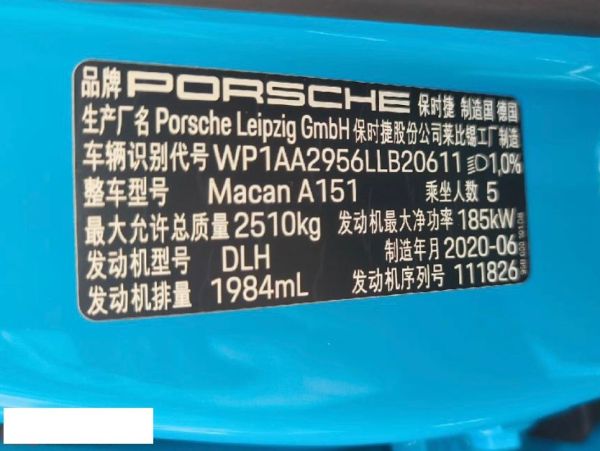 品牌 PORSCHE 保时捷 制造国 德国
生产厂名 Porsche Leipzig GmbH 保时捷股份公司莱比锡工厂制造
车辆识别代号 WP1AA2956LLB20611 1,0%
整车型号 Macan A151 乘坐人数 5
最大允许总质量 2510kg 发动机最大净功率 185kW
发动机型号 DLH 制造年月 2020-06
发动机排量 1984mL 发动机序列号 111826